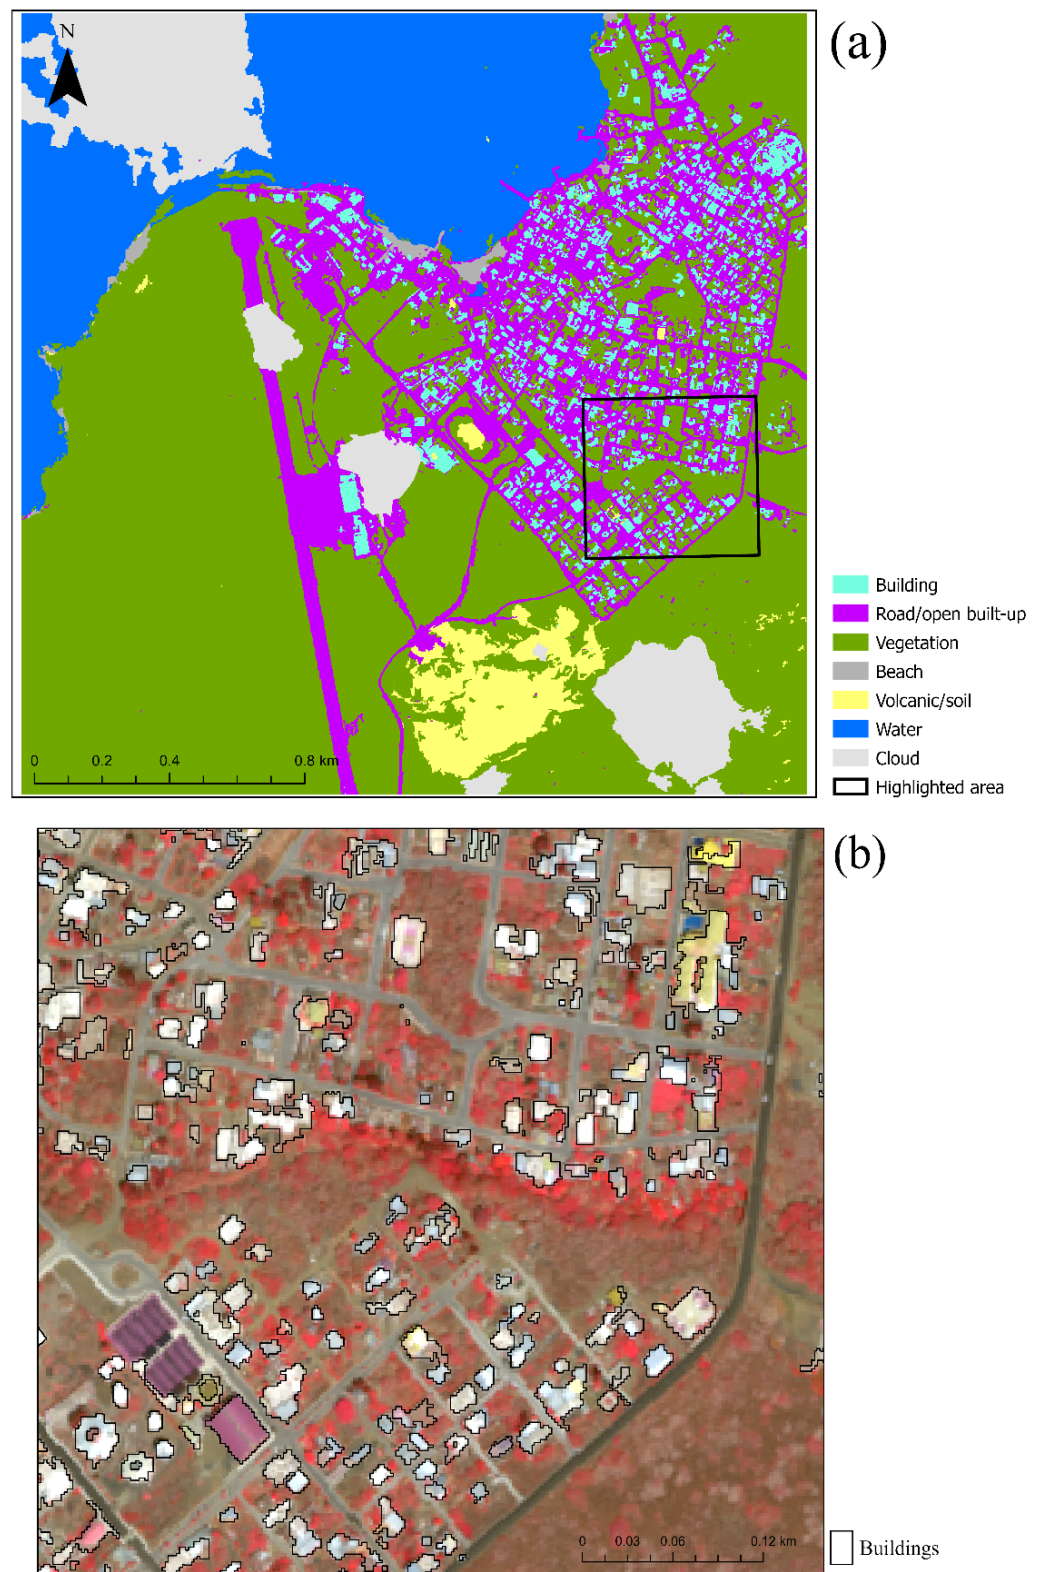 (a)
N
Building
Road/open built-up
Vegetation
Beach
Volcanic/soil
Water
Cloud
Highlighted area
0 0.2 0.4 0.8 km
(b)
0 0.03 0.06 0.12 km
Buildings